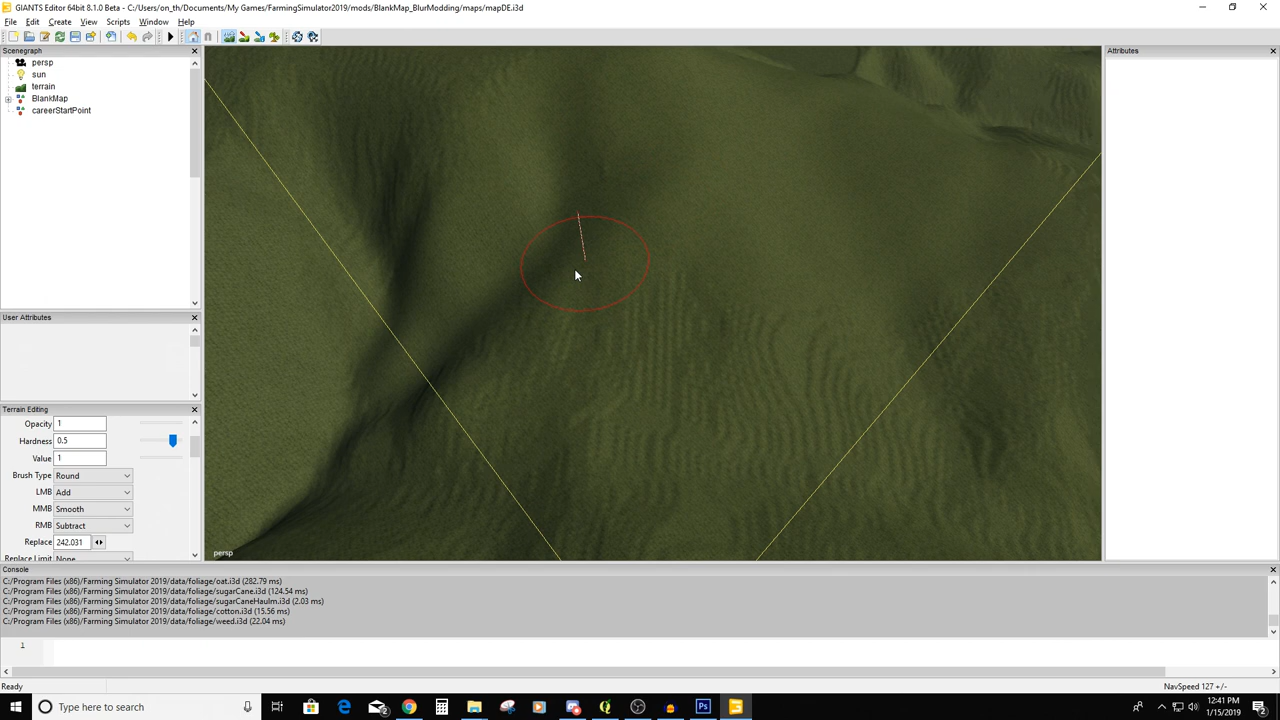 GIANTS Editor 64bit 8.1.0 Beta - C:/Users/on_th/Documents/My Games/FarmingSimulator2019/mods/BlankMap_BlurModding/maps/mapDE.i3d
File Edit Create View Scripts Window Help
Scenegraph
persp
sun
terrain
BlankMap
careerStartPoint
User Attributes
Terrain Editing
Opacity 1
Hardness 0.5
Value 1
Brush Type Round
LMB Add
MMB Smooth
RMB Subtract
Replace 242.031
Replace Limit None
persp
Attributes
Console
C:/Program Files (x86)/Farming Simulator 2019/data/foliage/oat.i3d (282.79 ms)
C:/Program Files (x86)/Farming Simulator 2019/data/foliage/sugarCane.i3d (124.54 ms)
C:/Program Files (x86)/Farming Simulator 2019/data/foliage/sugarCaneHaulm.i3d (2.03 ms)
C:/Program Files (x86)/Farming Simulator 2019/data/foliage/cotton.i3d (15.56 ms)
C:/Program Files (x86)/Farming Simulator 2019/data/foliage/weed.i3d (22.04 ms)
1
Ready
NavSpeed 127 +/-
Type here to search
12:41 PM
1/15/2019